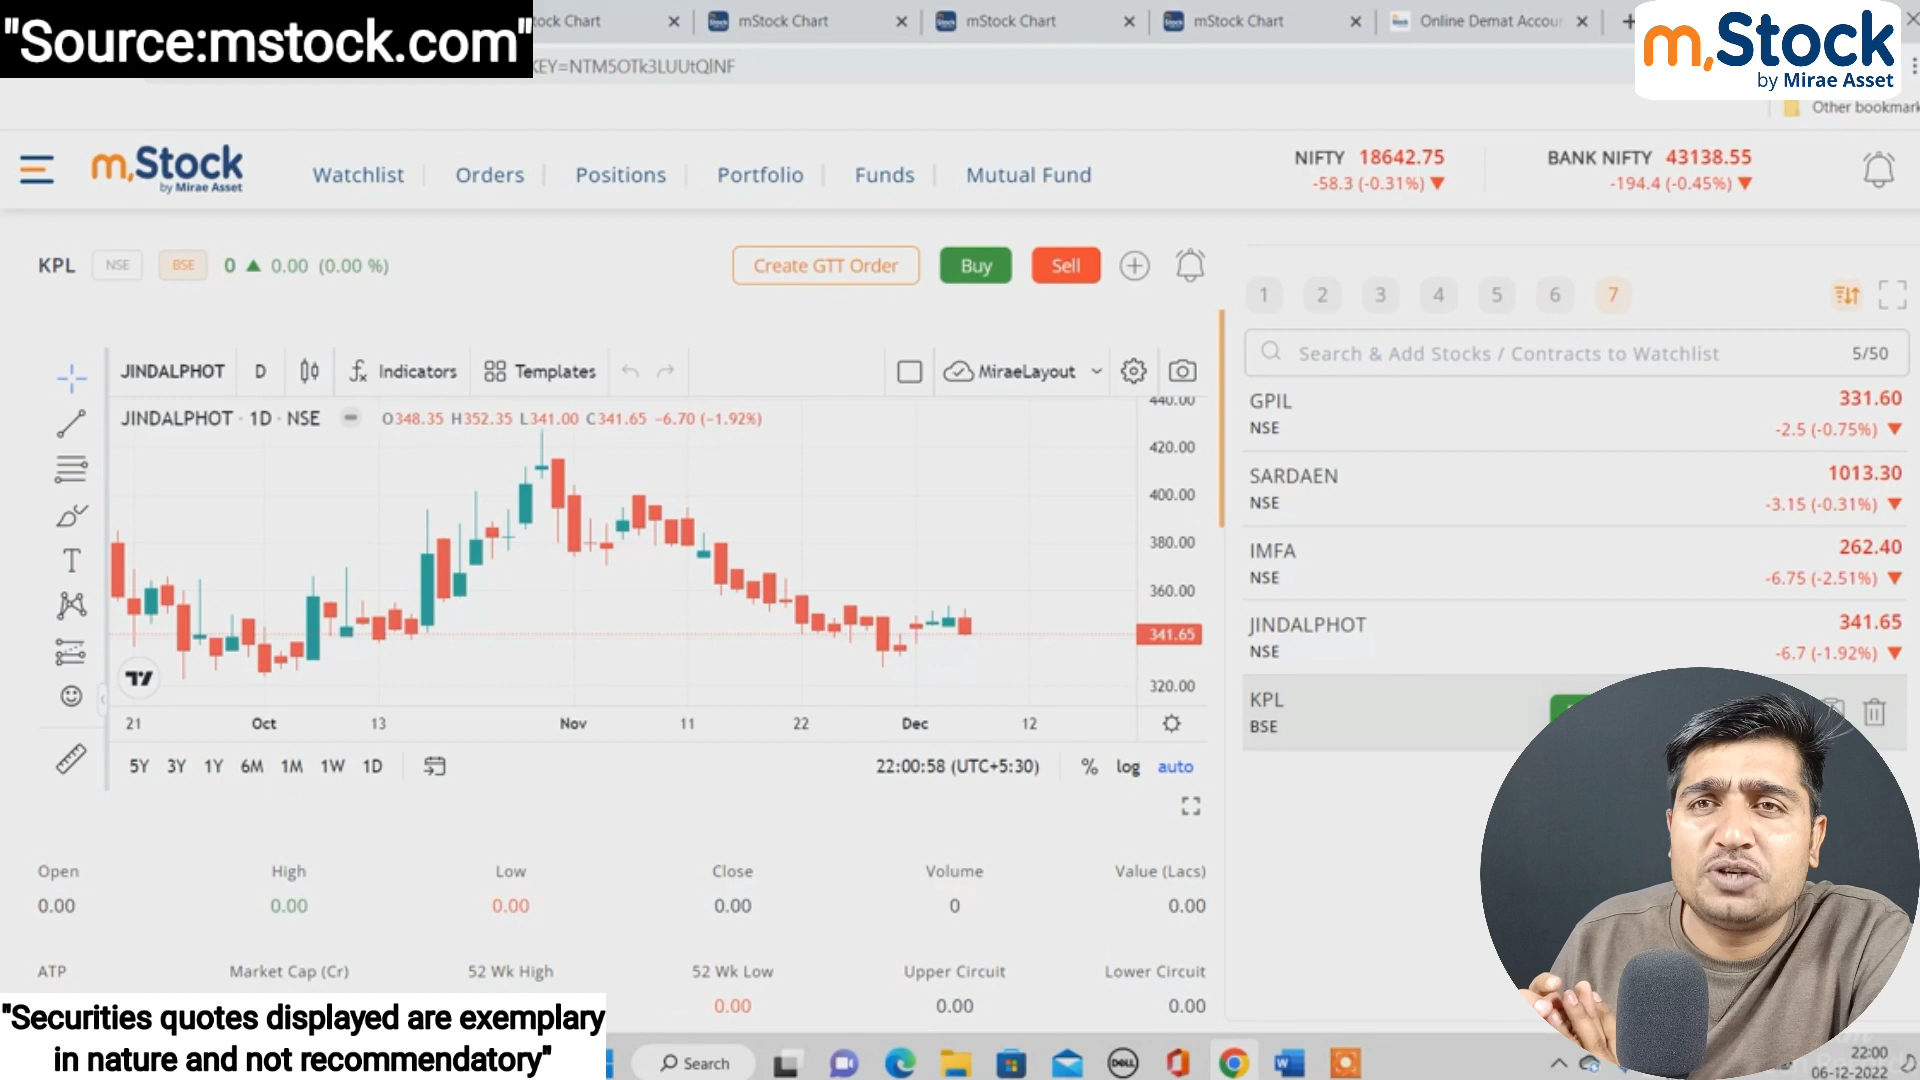 "Source:mstock.com"
tock Chart
mStock Chart
mStock Chart
mStock Chart
Online Demat Accou
m.Stock
by Mirae Asset
KEY=NTM5OTk3LUUtQlNF
Other bookmark
m.Stock
by Mirae Asset
Watchlist
Orders
Positions
Portfolio
Funds
Mutual Fund
NIFTY 18642.75
-58.3 (-0.31%) ▼
BANK NIFTY 43138.55
-194.4 (-0.45%) ▼
KPL NSE BSE 0 ▲ 0.00 (0.00 %)
Create GTT Order
Buy
Sell
1 2 3 4 5 6 7
Search & Add Stocks / Contracts to Watchlist 5/50
JINDALPHOT D Indicators Templates MiraeLayout
JINDALPHOT · 1D · NSE O348.35 H352.35 L341.00 C341.65 −6.70 (−1.92%)
440.00
420.00
400.00
380.00
360.00
341.65
320.00
21 Oct 13 Nov 11 22 Dec 12
5Y 3Y 1Y 6M 1M 1W 1D
22:00:58 (UTC+5:30) % log auto
GPIL 331.60
NSE -2.5 (-0.75%) ▼
SARDAEN 1013.30
NSE -3.15 (-0.31%) ▼
IMFA 262.40
NSE -6.75 (-2.51%) ▼
JINDALPHOT 341.65
NSE -6.7 (-1.92%) ▼
KPL
BSE
Open High Low Close Volume Value (Lacs)
0.00 0.00 0.00 0.00 0 0.00
ATP Market Cap (Cr) 52 Wk High 52 Wk Low Upper Circuit Lower Circuit
0.00 0.00 0.00
"Securities quotes displayed are exemplary
in nature and not recommendatory"
Search
DELL
22:00
06-12-2022